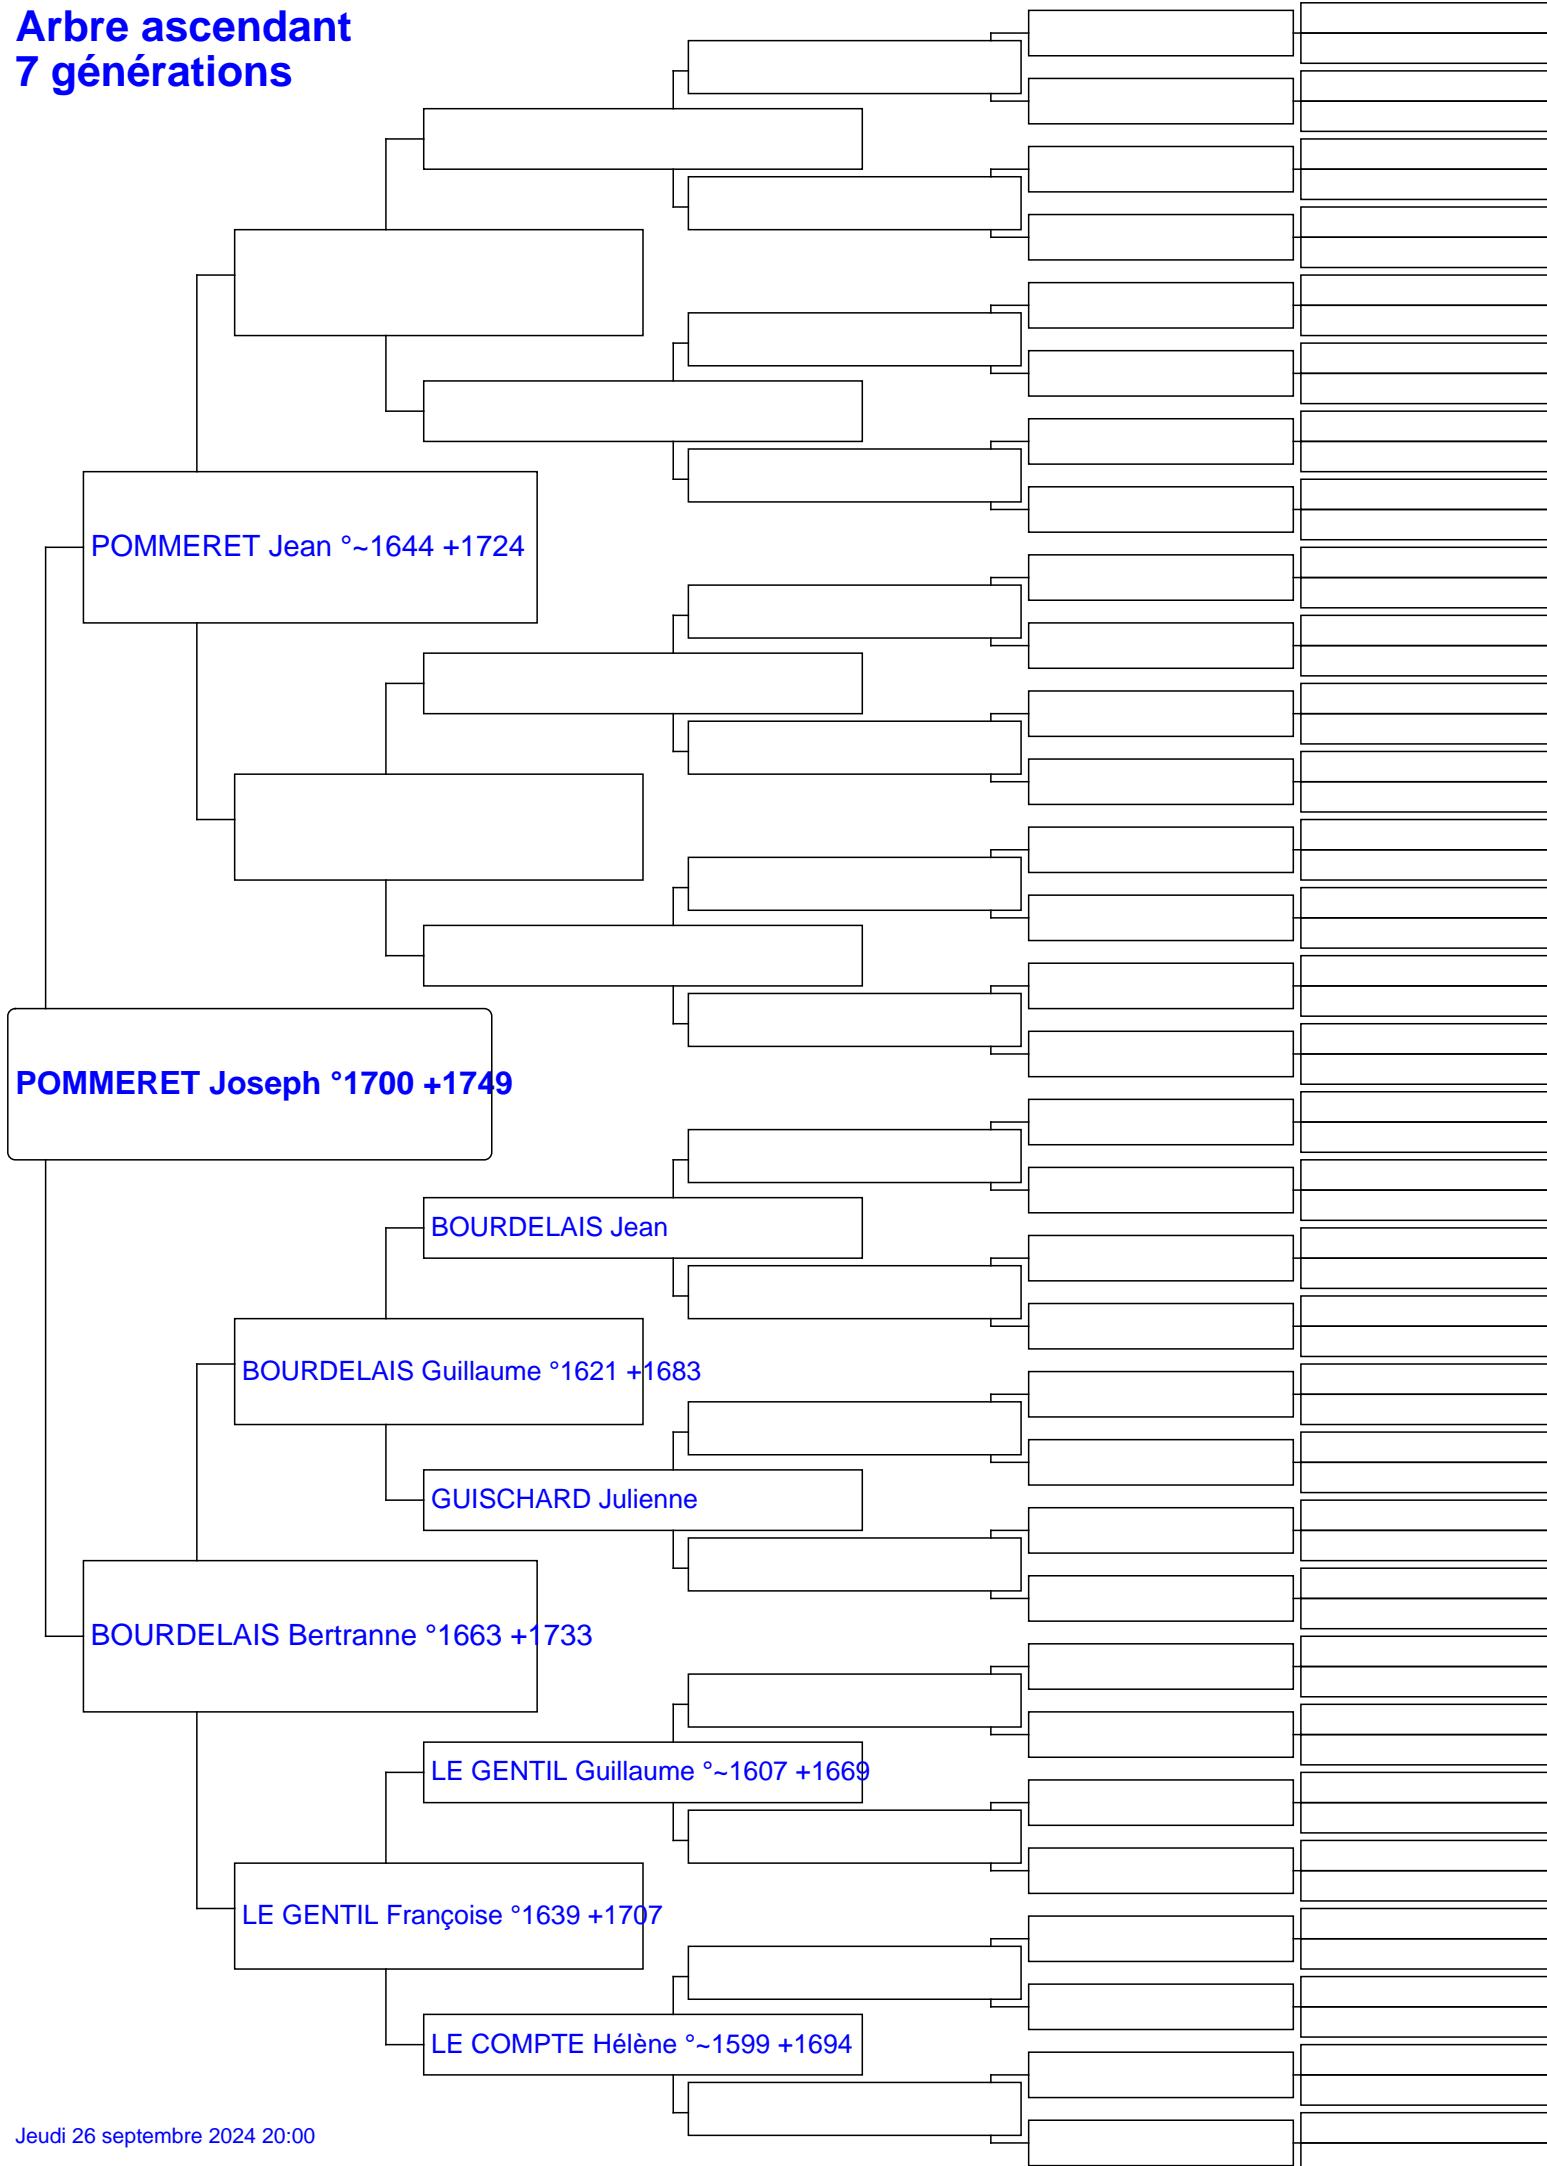 Arbre ascendant
7 générations
POMMERET Jean °~1644 +1724
POMMERET Joseph °1700 +1749
BOURDELAIS Jean
BOURDELAIS Guillaume °1621 +1683
GUISCHARD Julienne
BOURDELAIS Bertranne °1663 +1733
LE GENTIL Guillaume °~1607 +1669
LE GENTIL Françoise °1639 +1707
LE COMPTE Hélène °~1599 +1694
Jeudi 26 septembre 2024 20:00